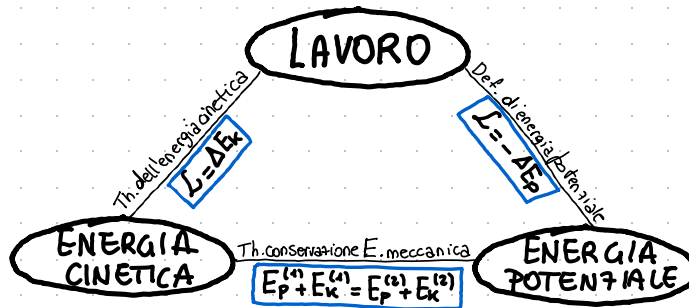 LAVORO
Th. dell'energia cinetica
L = ΔEk
Def. di energia potenziale
L = - ΔEp
ENERGIA
CINETICA
Th. conservazione E. meccanica
Ep⁽¹⁾ + Ek⁽¹⁾ = Ep⁽²⁾ + Ek⁽²⁾
ENERGIA
POTENZIALE